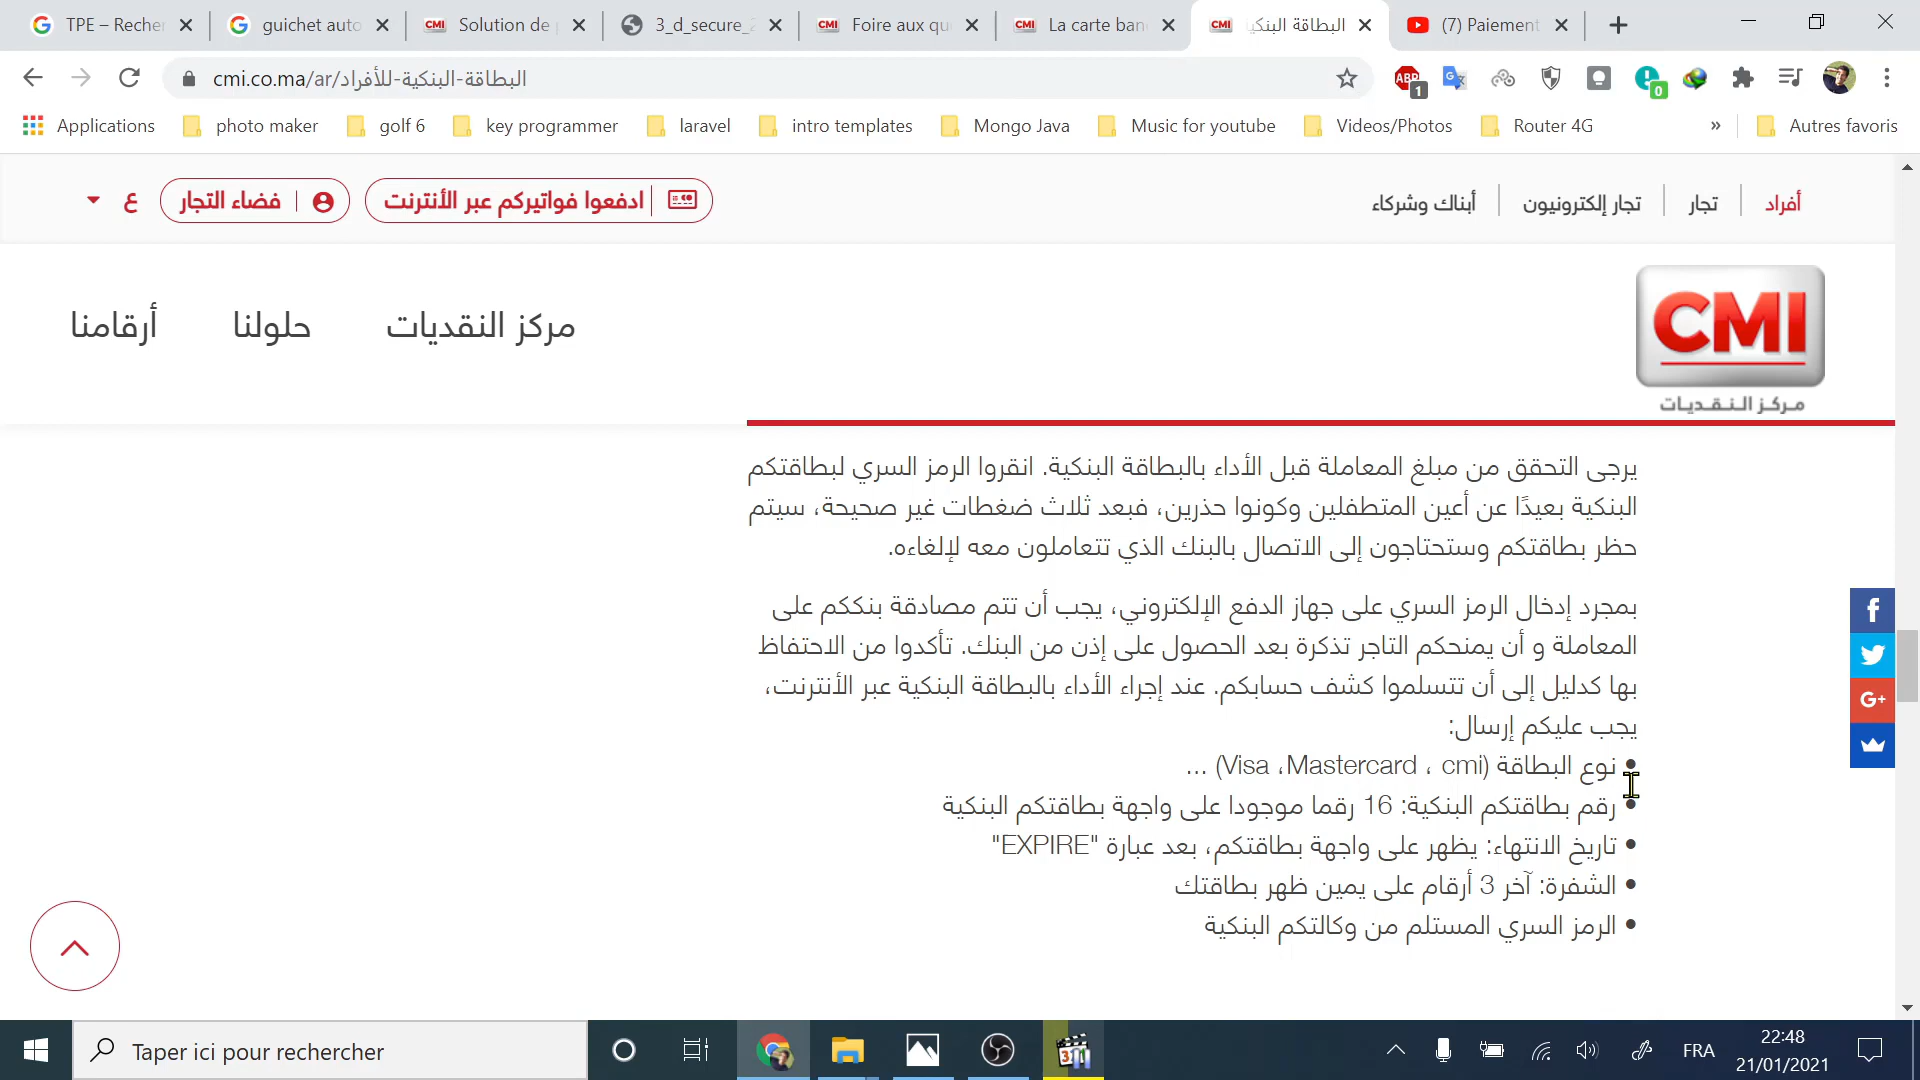 TPE – Recher
guichet auto
Solution de p
3_d_secure_2
Foire aux qu
La carte ban
البطاقة البنكية
(7) Paiement
cmi.co.ma/ar/البطاقة-البنكية-للأفراد
ABP
1
0
Applications
photo maker
golf 6
key programmer
laravel
intro templates
Mongo Java
Music for youtube
Videos/Photos
Router 4G
»
Autres favoris
أفراد
تجار
تجار إلكترونيون
أبناك وشركاء
ادفعوا فواتيركم عبر الأنترنت
فضاء التجار
ع
CMI
مركز النقديات
مركز النقديات
حلولنا
أرقامنا
يرجى التحقق من مبلغ المعاملة قبل الأداء بالبطاقة البنكية. انقروا الرمز السري لبطاقتكم
البنكية بعيدًا عن أعين المتطفلين وكونوا حذرين، فبعد ثلاث ضغطات غير صحيحة، سيتم
حظر بطاقتكم وستحتاجون إلى الاتصال بالبنك الذي تتعاملون معه لإلغاءه.
بمجرد إدخال الرمز السري على جهاز الدفع الإلكتروني، يجب أن تتم مصادقة بنككم على
المعاملة و أن يمنحكم التاجر تذكرة بعد الحصول على إذن من البنك. تأكدوا من الاحتفاظ
بها كدليل إلى أن تتسلموا كشف حسابكم. عند إجراء الأداء بالبطاقة البنكية عبر الأنترنت،
يجب عليكم إرسال:
• نوع البطاقة (Visa ،Mastercard ، cmi) ...
• رقم بطاقتكم البنكية: 16 رقما موجودا على واجهة بطاقتكم البنكية
• تاريخ الانتهاء: يظهر على واجهة بطاقتكم، بعد عبارة "EXPIRE"
• الشفرة: آخر 3 أرقام على يمين ظهر بطاقتك
• الرمز السري المستلم من وكالتكم البنكية
f
G+
Taper ici pour rechercher
FRA
22:48
21/01/2021